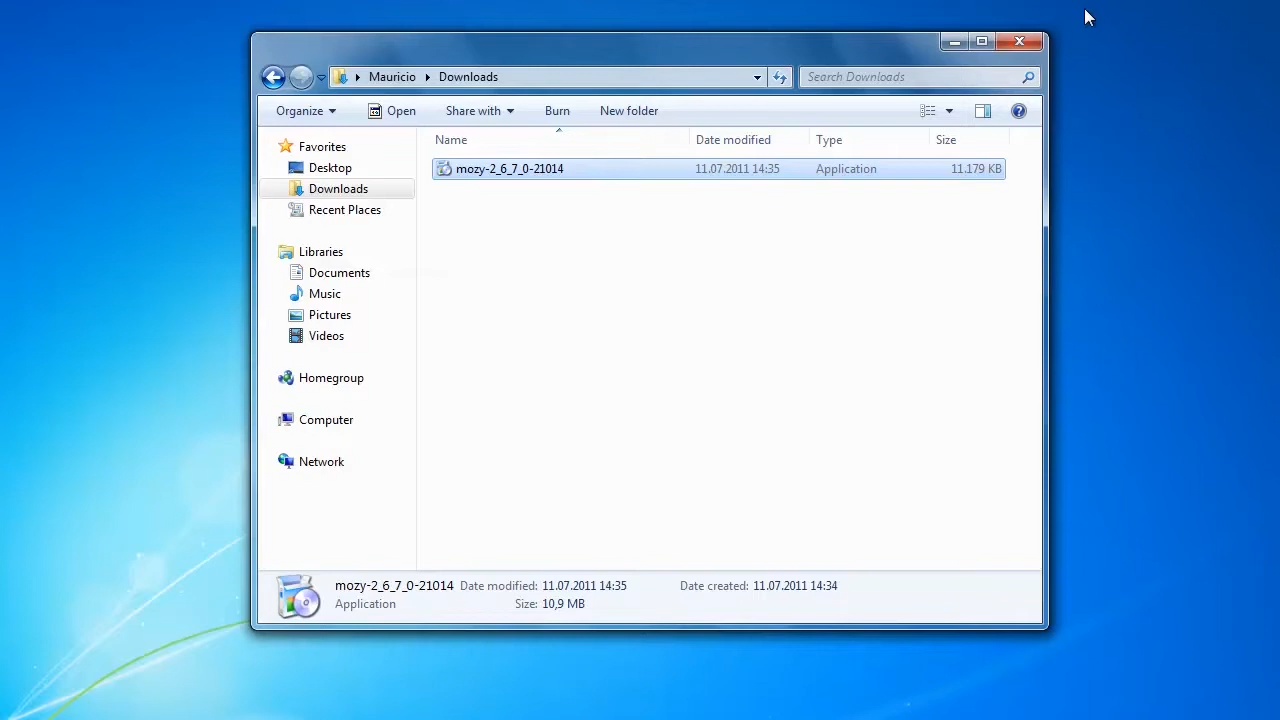 Mauricio Downloads Search Downloads
Organize Open Share with Burn New folder
Name Date modified Type Size
mozy-2_6_7_0-21014 11.07.2011 14:35 Application 11.179 KB
Favorites
Desktop
Downloads
Recent Places
Libraries
Documents
Music
Pictures
Videos
Homegroup
Computer
Network
mozy-2_6_7_0-21014 Date modified: 11.07.2011 14:35 Date created: 11.07.2011 14:34
Application Size: 10,9 MB